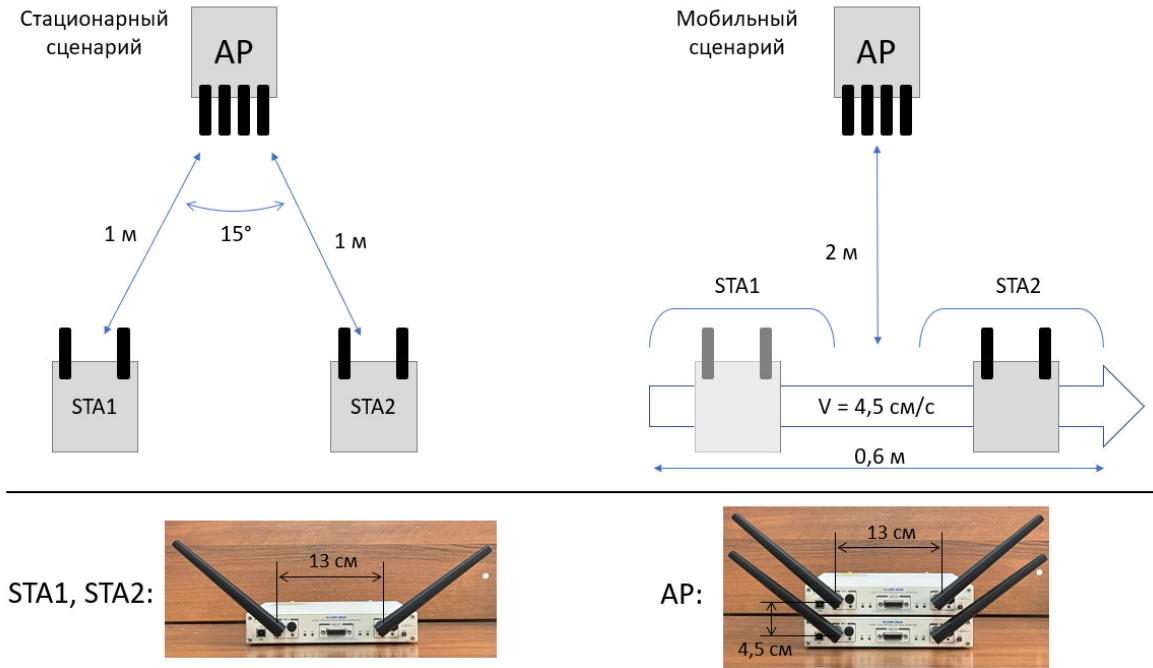 Стационарный
сценарий
AP
1 м
15°
1 м
STA1
STA2
Мобильный
сценарий
AP
2 м
STA1
STA2
V = 4,5 см/с
0,6 м
STA1, STA2:
13 см
AP:
13 см
4,5 см